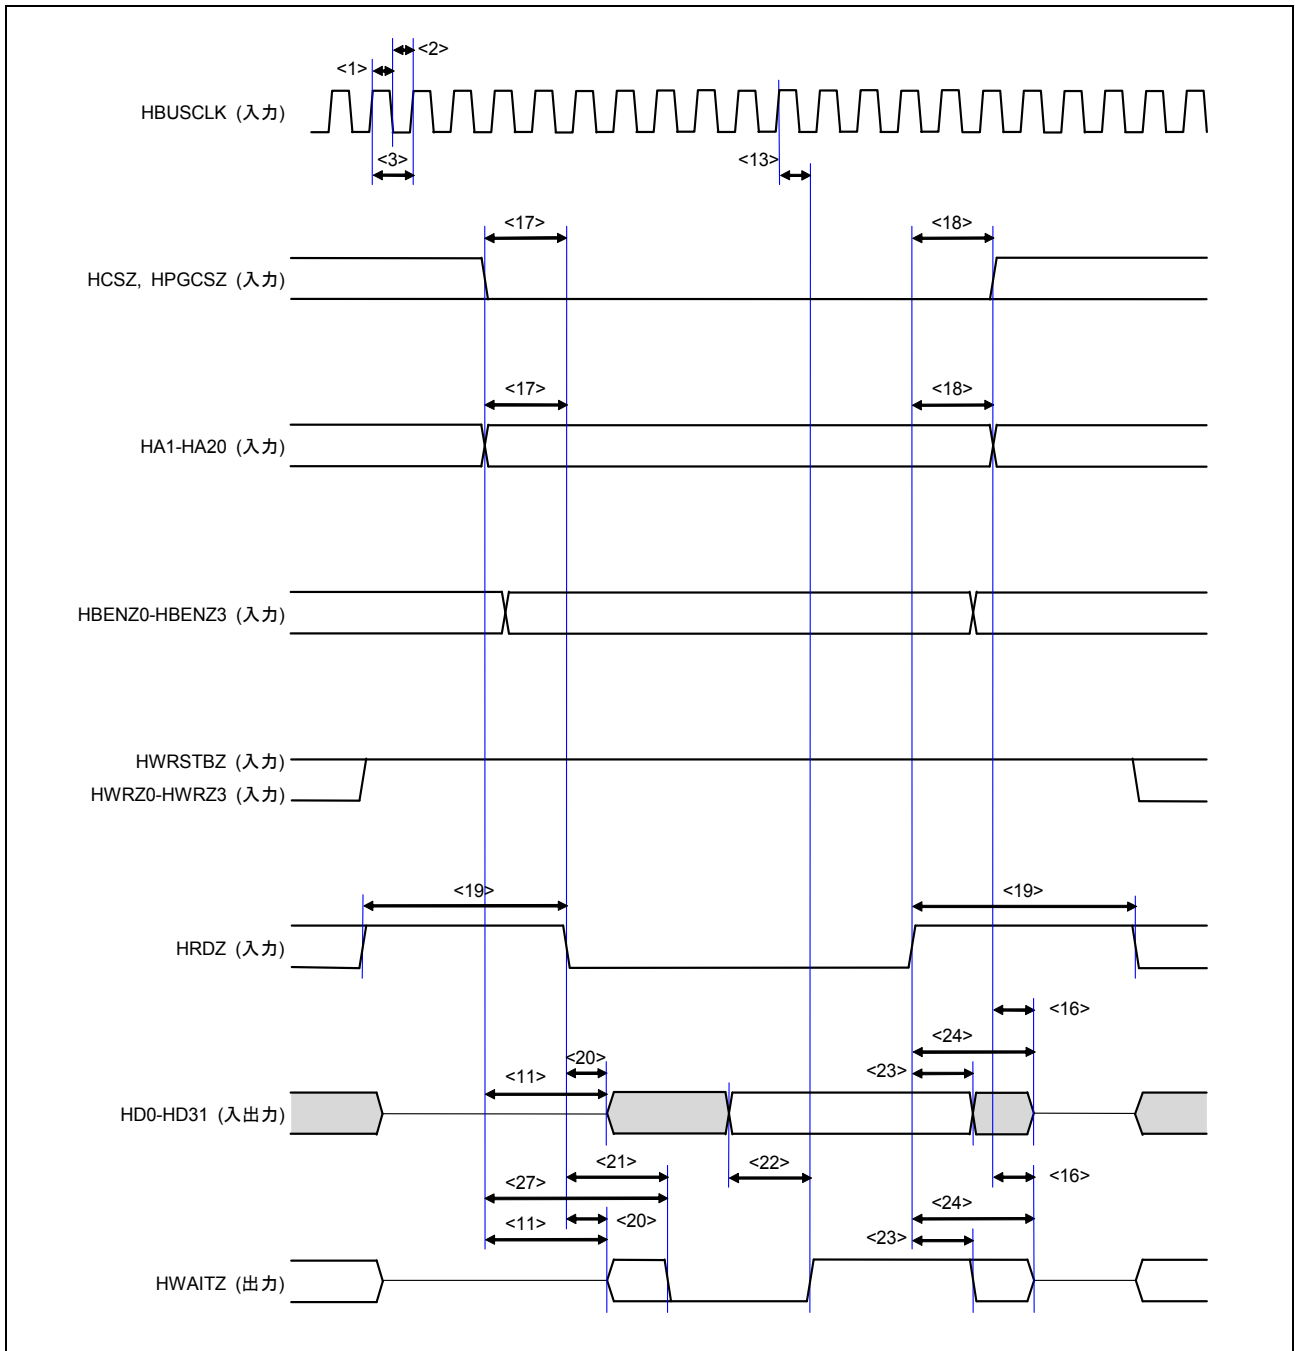 <2>
<1>
HBUSCLK (入力)
<3>
<13>
<17>
<18>
HCSZ, HPGCSZ (入力)
<17>
<18>
HA1-HA20 (入力)
HBENZ0-HBENZ3 (入力)
HWRSTBZ (入力)
HWRZ0-HWRZ3 (入力)
<19>
<19>
HRDZ (入力)
<16>
<24>
<20>
<23>
<11>
HD0-HD31 (入出力)
<21>
<22>
<16>
<27>
<24>
<11>
<20>
<23>
HWAITZ (出力)